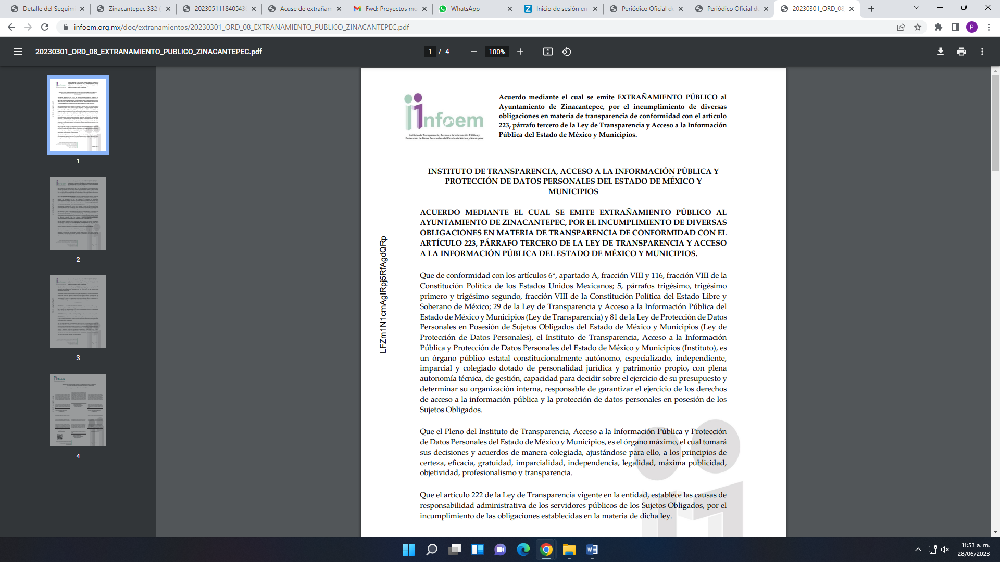 Detalle del Seguim
Zinacantepec 332 (
202305111840543
Acuse de extrañam
Fwd: Proyectos mo
WhatsApp
Inicio de sesión en
Periódico Oficial de
Periódico Oficial de
20230301_ORD_08
infoem.org.mx/doc/extranamientos/20230301_ORD_08_EXTRANAMIENTO_PUBLICO_ZINACANTEPEC.pdf
P
20230301_ORD_08_EXTRANAMIENTO_PUBLICO_ZINACANTEPEC.pdf
1 / 4
100%
1
2
3
4
infoem
Instituto de Transparencia, Acceso a la Información Pública y
Protección de Datos Personales del Estado de México y Municipios
Acuerdo mediante el cual se emite EXTRAÑAMIENTO PÚBLICO al
Ayuntamiento de Zinacantepec, por el incumplimiento de diversas
obligaciones en materia de transparencia de conformidad con el artículo
223, párrafo tercero de la Ley de Transparencia y Acceso a la Información
Pública del Estado de México y Municipios.
INSTITUTO DE TRANSPARENCIA, ACCESO A LA INFORMACIÓN PÚBLICA Y
PROTECCIÓN DE DATOS PERSONALES DEL ESTADO DE MÉXICO Y
MUNICIPIOS
ACUERDO MEDIANTE EL CUAL SE EMITE EXTRAÑAMIENTO PÚBLICO AL
AYUNTAMIENTO DE ZINACANTEPEC, POR EL INCUMPLIMIENTO DE DIVERSAS
OBLIGACIONES EN MATERIA DE TRANSPARENCIA DE CONFORMIDAD CON EL
ARTÍCULO 223, PÁRRAFO TERCERO DE LA LEY DE TRANSPARENCIA Y ACCESO
A LA INFORMACIÓN PÚBLICA DEL ESTADO DE MÉXICO Y MUNICIPIOS.
LFZm1N1cmAglRpj5RfAgdQRp
Que de conformidad con los artículos 6°, apartado A, fracción VIII y 116, fracción VIII de la
Constitución Política de los Estados Unidos Mexicanos; 5, párrafos trigésimo, trigésimo
primero y trigésimo segundo, fracción VIII de la Constitución Política del Estado Libre y
Soberano de México; 29 de la Ley de Transparencia y Acceso a la Información Pública del
Estado de México y Municipios (Ley de Transparencia) y 81 de la Ley de Protección de Datos
Personales en Posesión de Sujetos Obligados del Estado de México y Municipios (Ley de
Protección de Datos Personales), el Instituto de Transparencia, Acceso a la Información
Pública y Protección de Datos Personales del Estado de México y Municipios (Instituto), es
un órgano público estatal constitucionalmente autónomo, especializado, independiente,
imparcial y colegiado dotado de personalidad jurídica y patrimonio propio, con plena
autonomía técnica, de gestión, capacidad para decidir sobre el ejercicio de su presupuesto y
determinar su organización interna, responsable de garantizar el ejercicio de los derechos
de acceso a la información pública y la protección de datos personales en posesión de los
Sujetos Obligados.
Que el Pleno del Instituto de Transparencia, Acceso a la Información Pública y Protección
de Datos Personales del Estado de México y Municipios, es el órgano máximo, el cual tomará
sus decisiones y acuerdos de manera colegiada, ajustándose para ello, a los principios de
certeza, eficacia, gratuidad, imparcialidad, independencia, legalidad, máxima publicidad,
objetividad, profesionalismo y transparencia.
Que el artículo 222 de la Ley de Transparencia vigente en la entidad, establece las causas de
responsabilidad administrativa de los servidores públicos de los Sujetos Obligados, por el
incumplimiento de las obligaciones establecidas en la materia de dicha ley.
11:53 a. m.
28/06/2023